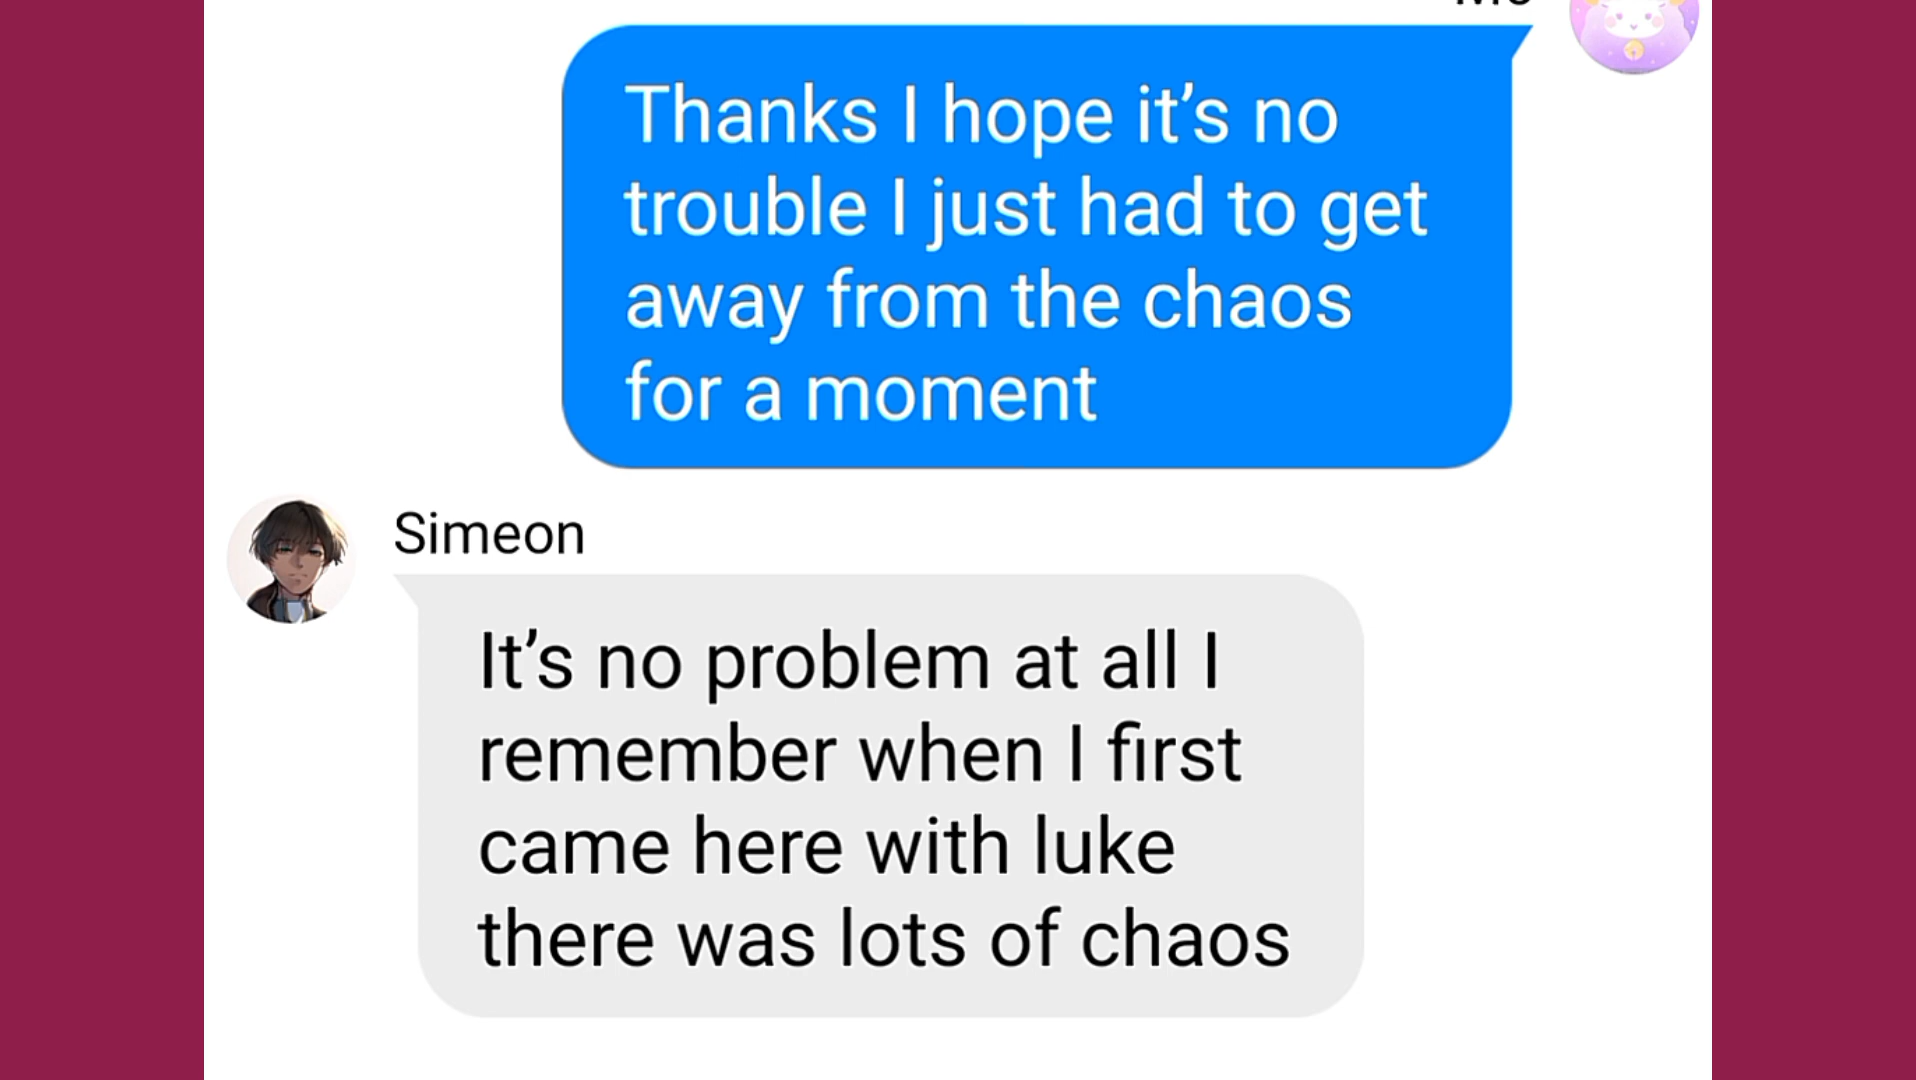 Thanks I hope it’s no
trouble I just had to get
away from the chaos
for a moment
Simeon
It’s no problem at all I
remember when I first
came here with luke
there was lots of chaos